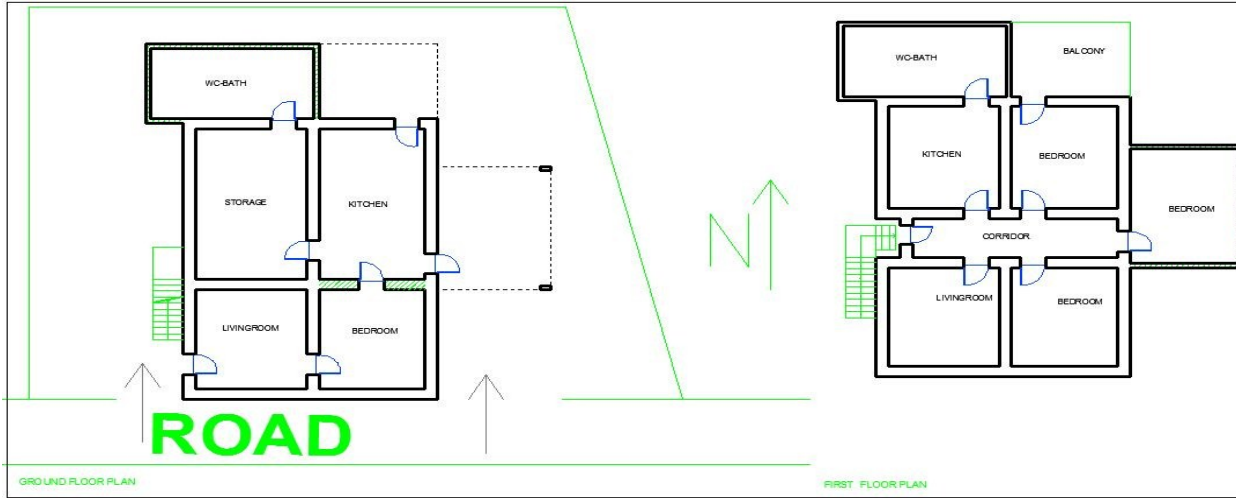 WC-BATH
STORAGE
KITCHEN
LIVINGROOM
BEDROOM
N
ROAD
GROUND FLOOR PLAN
WC-BATH
BALCONY
KITCHEN
BEDROOM
BEDROOM
CORRIDOR
LIVINGROOM
BEDROOM
FIRST FLOOR PLAN